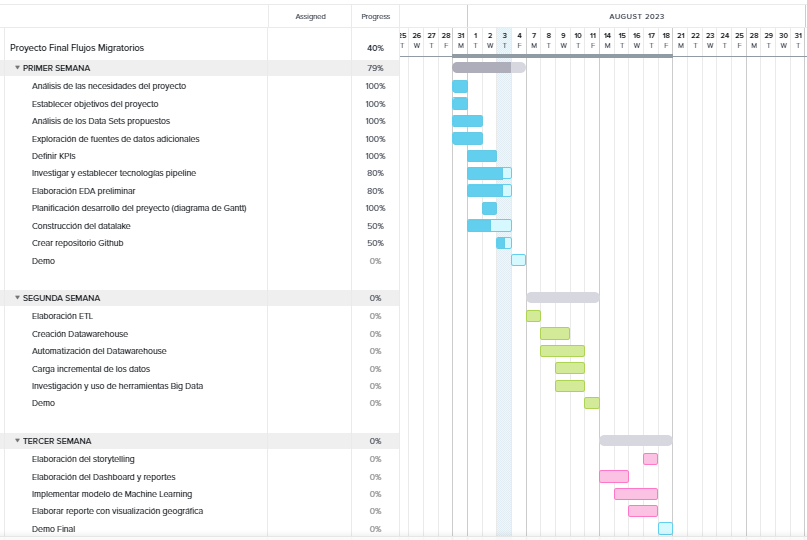 Assigned Progress AUGUST 2023
25 26 27 28 31 1 2 3 4 7 8 9 10 11 14 15 16 17 18 21 22 23 24 25 28 29 30 31
T W T F M T W T F M T W T F M T W T F M T W T F M T W T
Proyecto Final Flujos Migratorios 40%
PRIMER SEMANA 79%
Análisis de las necesidades del proyecto 100%
Establecer objetivos del proyecto 100%
Análisis de los Data Sets propuestos 100%
Exploración de fuentes de datos adicionales 100%
Definir KPIs 100%
Investigar y establecer tecnologías pipeline 80%
Elaboración EDA preliminar 80%
Planificación desarrollo del preyecto (diagrama de Gantt) 100%
Construcción del datalake 50%
Crear repositorio Github 50%
Demo 0%
SEGUNDA SEMANA 0%
Elaboración ETL 0%
Creación Datawarehouse 0%
Automatización del Datawarehouse 0%
Carga incremental de los datos 0%
Investigación y uso de herramientas Big Data 0%
Demo 0%
TERCER SEMANA 0%
Elaboración del storytelling 0%
Elaboración del Dashboard y reportes 0%
Implementar modelo de Machine Learning 0%
Elaborar reporte con visualización geográfica 0%
Demo Final 0%